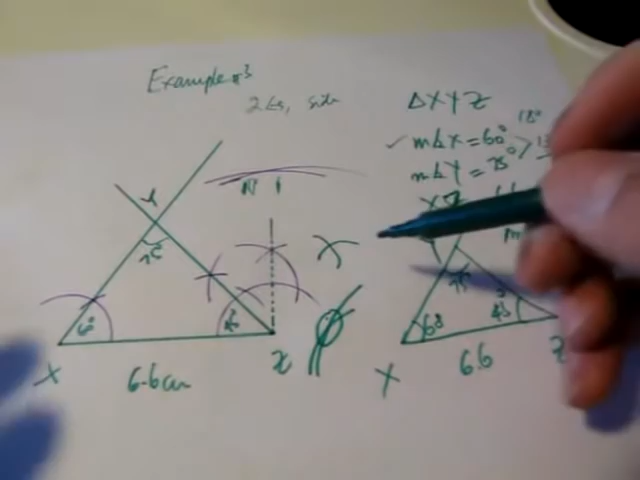 Example #3
2∠s, side
ΔXYZ
✓ m∠X = 60°
m∠Y = 75°
Y
75
60°
45
X
Z
6.6cm
60
45
X
6.6
Z